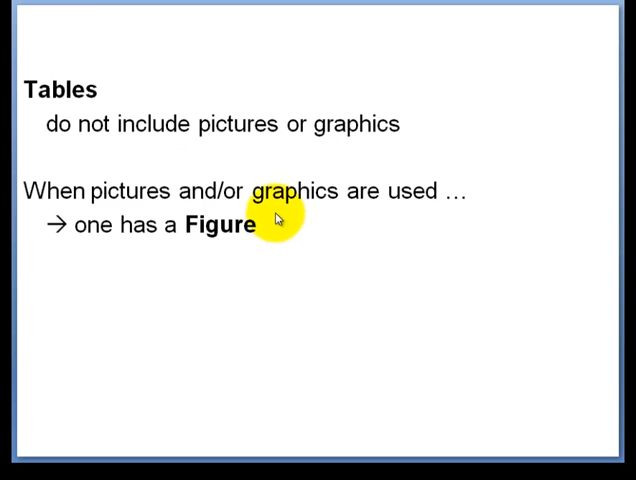 Tables
do not include pictures or graphics
When pictures and/or graphics are used …
→ one has a Figure